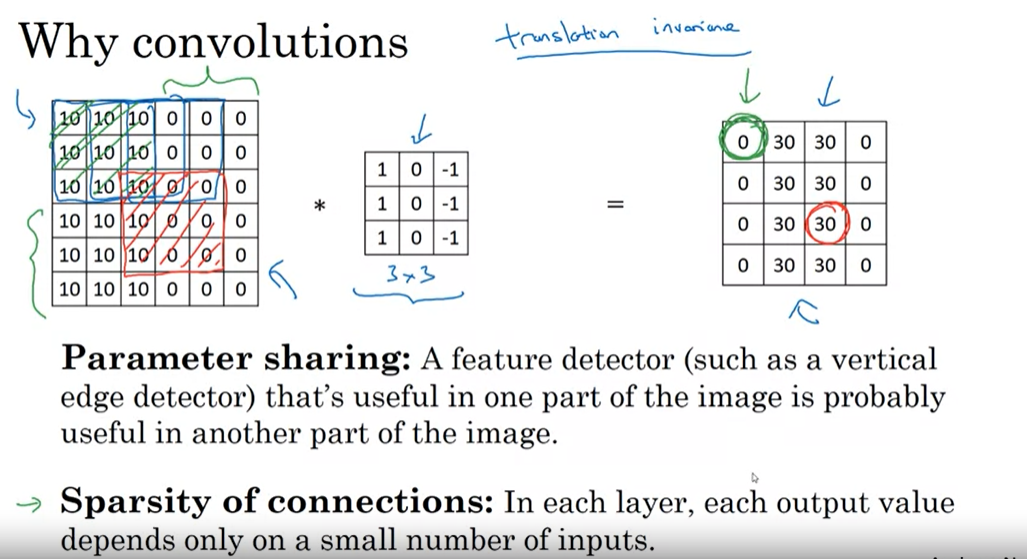 Why convolutions
translation invariance
10 10 10 0 0 0
10 10 10 0 0 0
10 10 10 0 0 0
10 10 10 0 0 0
10 10 10 0 0 0
10 10 10 0 0 0
*
1 0 -1
1 0 -1
1 0 -1
3×3
=
0 30 30 0
0 30 30 0
0 30 30 0
0 30 30 0
Parameter sharing: A feature detector (such as a vertical
edge detector) that’s useful in one part of the image is probably
useful in another part of the image.
→ Sparsity of connections: In each layer, each output value
depends only on a small number of inputs.